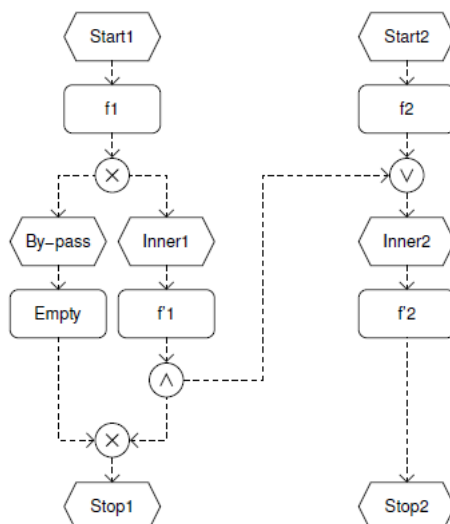 Start1
Start2
f1
f2
By-pass
Inner1
Inner2
Empty
f'1
f'2
Stop1
Stop2